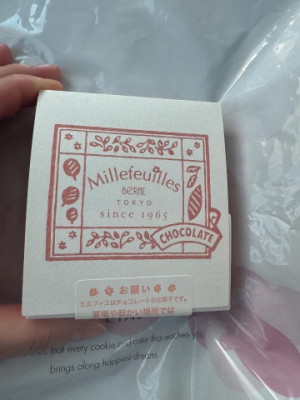 Millefeuilles
BERNE
TOKYO
since 1965
CHOCOLATE
お願い
ミルフィユはチョコレートのお菓子です。
that every cookie and cake that reaches you
brings along happiest dreams